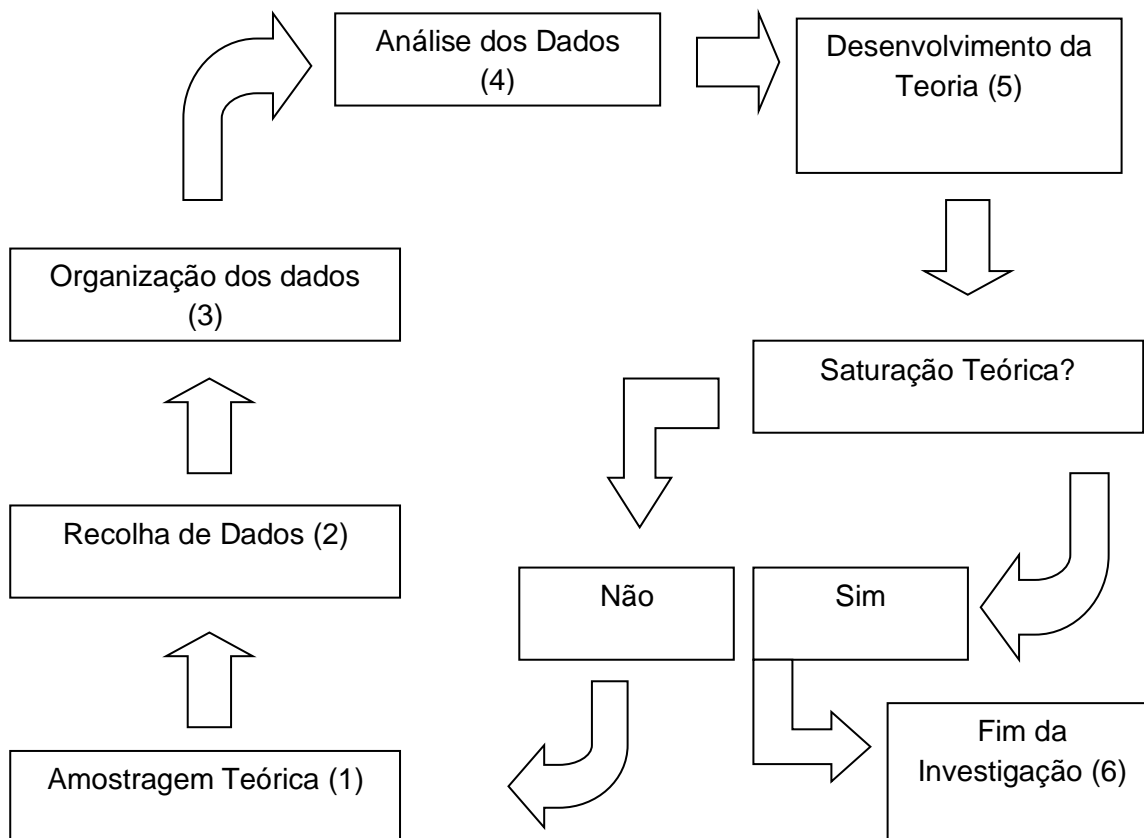 Análise dos Dados
(4)
Desenvolvimento da
Teoria (5)
Organização dos dados
(3)
Saturação Teórica?
Recolha de Dados (2)
Não
Sim
Amostragem Teórica (1)
Fim da
Investigação (6)